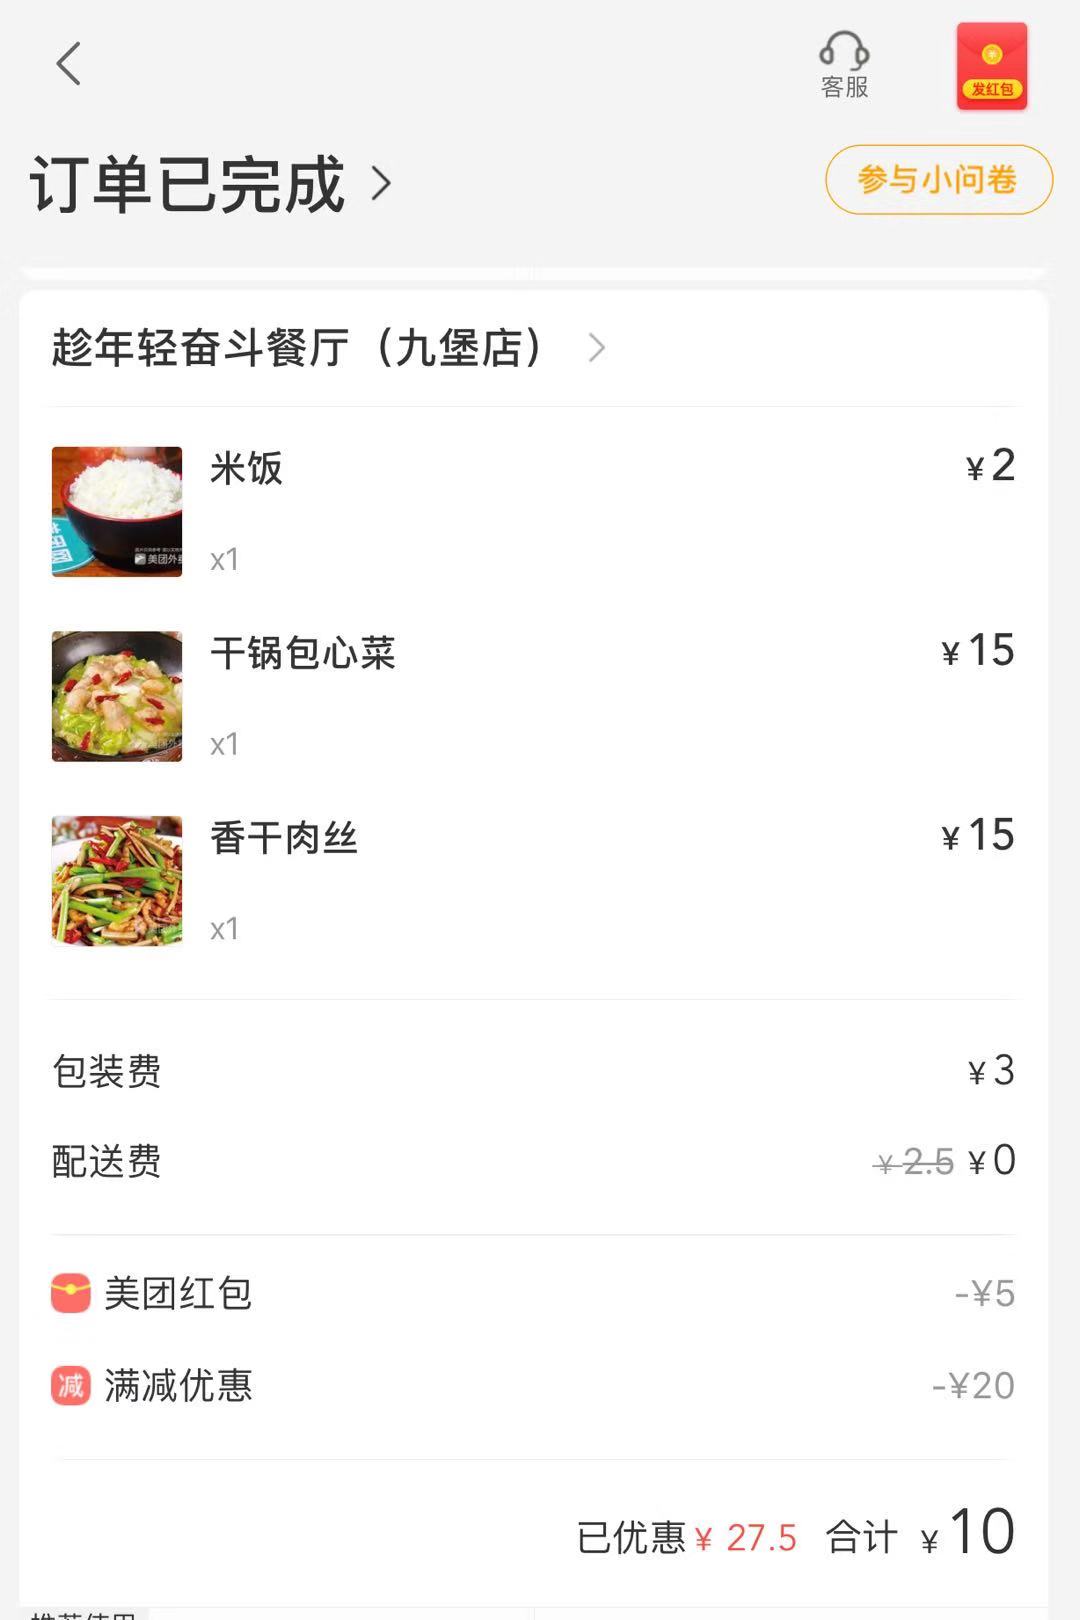 客服
发红包
订单已完成
参与小问卷
趁年轻奋斗餐厅（九堡店）
米饭
¥2
x1
干锅包心菜
¥15
x1
香干肉丝
¥15
x1
包装费
¥3
配送费
¥2.5 ¥0
美团红包
-¥5
减 满减优惠
-¥20
已优惠¥ 27.5 合计 ¥10